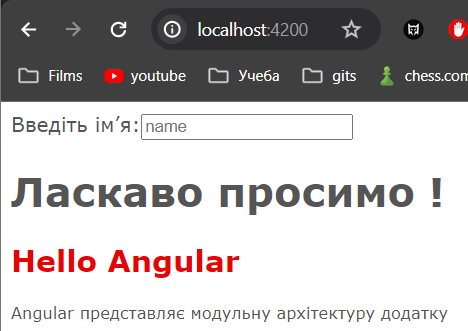 localhost:4200
Films youtube Учеба gits chess.com
Введіть ім’я: name
Ласкаво просимо !
Hello Angular
Angular представляє модульну архітектуру додатку